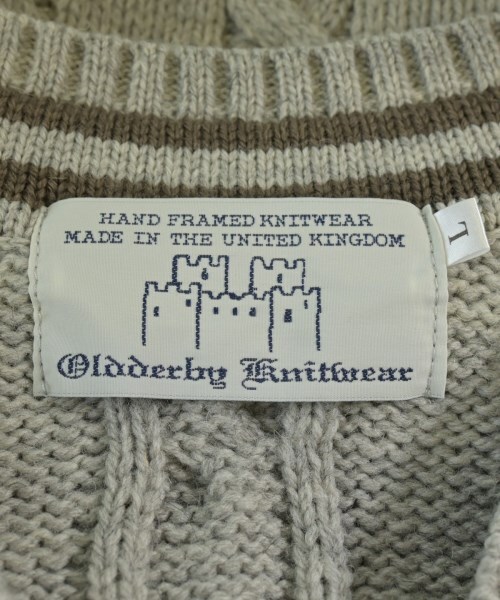 HAND FRAMED KNITWEAR
MADE IN THE UNITED KINGDOM
Oldderby Knitwear
L